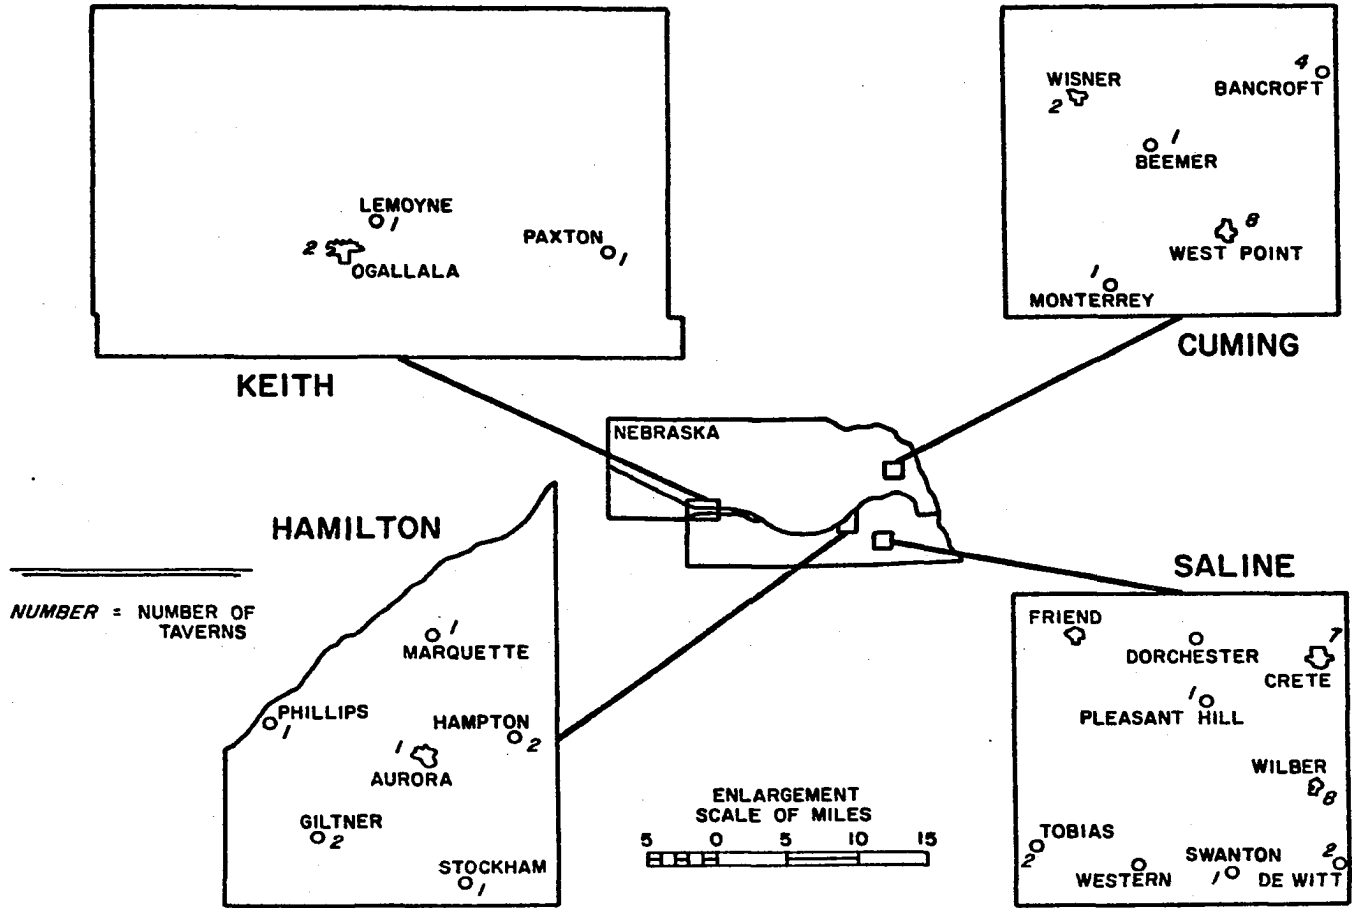 LEMOYNE
1
2
OGALLALA
PAXTON
1
KEITH
WISNER
2
4
BANCROFT
1
BEEMER
8
WEST POINT
1
MONTERREY
CUMING
NEBRASKA
HAMILTON
NUMBER = NUMBER OF
TAVERNS
1
MARQUETTE
PHILLIPS
1
HAMPTON
2
1
AURORA
GILTNER
2
STOCKHAM
1
ENLARGEMENT
SCALE OF MILES
5 0 5 10 15
SALINE
FRIEND
DORCHESTER
7
CRETE
1
PLEASANT HILL
WILBER
8
TOBIAS
2
WESTERN
SWANTON
1
2
DE WITT